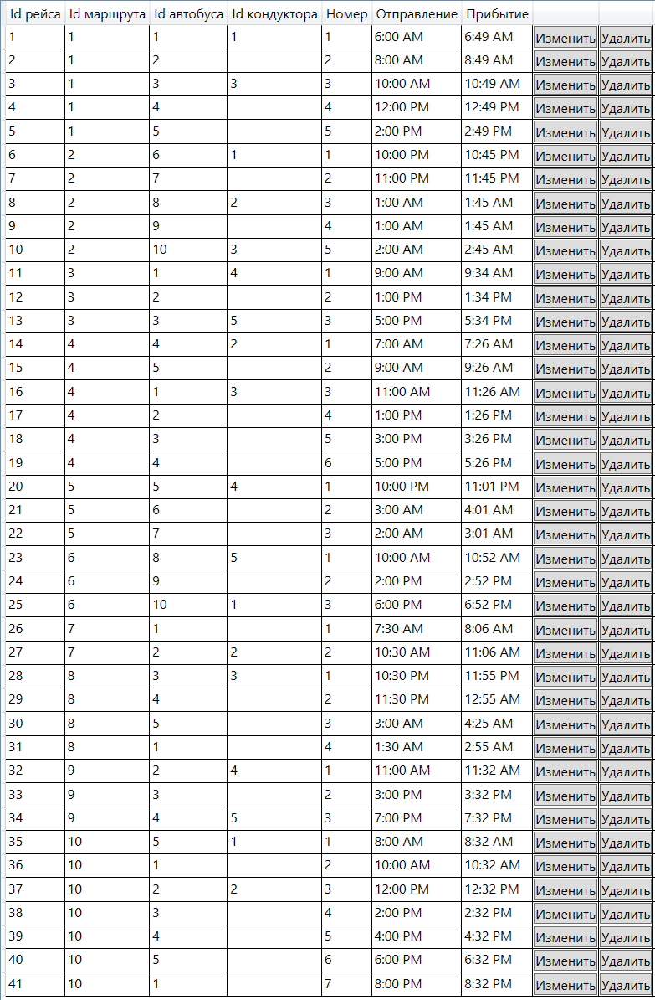 Id рейса Id маршрута Id автобуса Id кондуктора Номер Отправление Прибытие
1 1 1 1 1 6:00 AM 6:49 AM Изменить Удалить
2 1 2 2 8:00 AM 8:49 AM Изменить Удалить
3 1 3 3 3 10:00 AM 10:49 AM Изменить Удалить
4 1 4 4 12:00 PM 12:49 PM Изменить Удалить
5 1 5 5 2:00 PM 2:49 PM Изменить Удалить
6 2 6 1 1 10:00 PM 10:45 PM Изменить Удалить
7 2 7 2 11:00 PM 11:45 PM Изменить Удалить
8 2 8 2 3 1:00 AM 1:45 AM Изменить Удалить
9 2 9 4 1:00 AM 1:45 AM Изменить Удалить
10 2 10 3 5 2:00 AM 2:45 AM Изменить Удалить
11 3 1 4 1 9:00 AM 9:34 AM Изменить Удалить
12 3 2 2 1:00 PM 1:34 PM Изменить Удалить
13 3 3 5 3 5:00 PM 5:34 PM Изменить Удалить
14 4 4 2 1 7:00 AM 7:26 AM Изменить Удалить
15 4 5 2 9:00 AM 9:26 AM Изменить Удалить
16 4 1 3 3 11:00 AM 11:26 AM Изменить Удалить
17 4 2 4 1:00 PM 1:26 PM Изменить Удалить
18 4 3 5 3:00 PM 3:26 PM Изменить Удалить
19 4 4 6 5:00 PM 5:26 PM Изменить Удалить
20 5 5 4 1 10:00 PM 11:01 PM Изменить Удалить
21 5 6 2 3:00 AM 4:01 AM Изменить Удалить
22 5 7 3 2:00 AM 3:01 AM Изменить Удалить
23 6 8 5 1 10:00 AM 10:52 AM Изменить Удалить
24 6 9 2 2:00 PM 2:52 PM Изменить Удалить
25 6 10 1 3 6:00 PM 6:52 PM Изменить Удалить
26 7 1 1 7:30 AM 8:06 AM Изменить Удалить
27 7 2 2 2 10:30 AM 11:06 AM Изменить Удалить
28 8 3 3 1 10:30 PM 11:55 PM Изменить Удалить
29 8 4 2 11:30 PM 12:55 AM Изменить Удалить
30 8 5 3 3:00 AM 4:25 AM Изменить Удалить
31 8 1 4 1:30 AM 2:55 AM Изменить Удалить
32 9 2 4 1 11:00 AM 11:32 AM Изменить Удалить
33 9 3 2 3:00 PM 3:32 PM Изменить Удалить
34 9 4 5 3 7:00 PM 7:32 PM Изменить Удалить
35 10 5 1 1 8:00 AM 8:32 AM Изменить Удалить
36 10 1 2 10:00 AM 10:32 AM Изменить Удалить
37 10 2 2 3 12:00 PM 12:32 PM Изменить Удалить
38 10 3 4 2:00 PM 2:32 PM Изменить Удалить
39 10 4 5 4:00 PM 4:32 PM Изменить Удалить
40 10 5 6 6:00 PM 6:32 PM Изменить Удалить
41 10 1 7 8:00 PM 8:32 PM Изменить Удалить